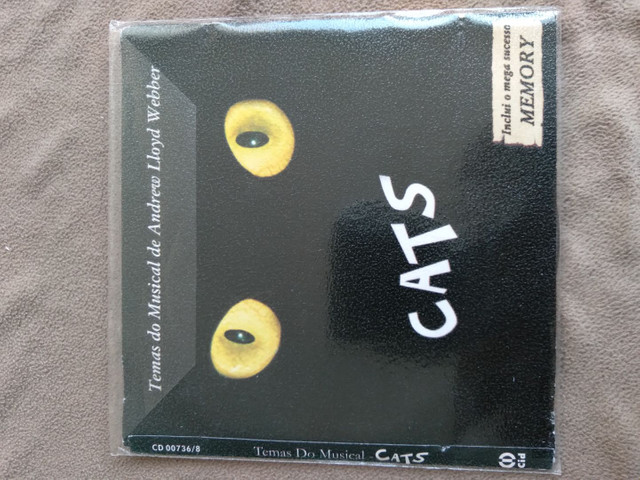 Temas do Musical de Andrew Lloyd Webber
Inclui o mega sucesso
MEMORY
CATS
CD 00736/8
Temas Do Musical - CATS
cid